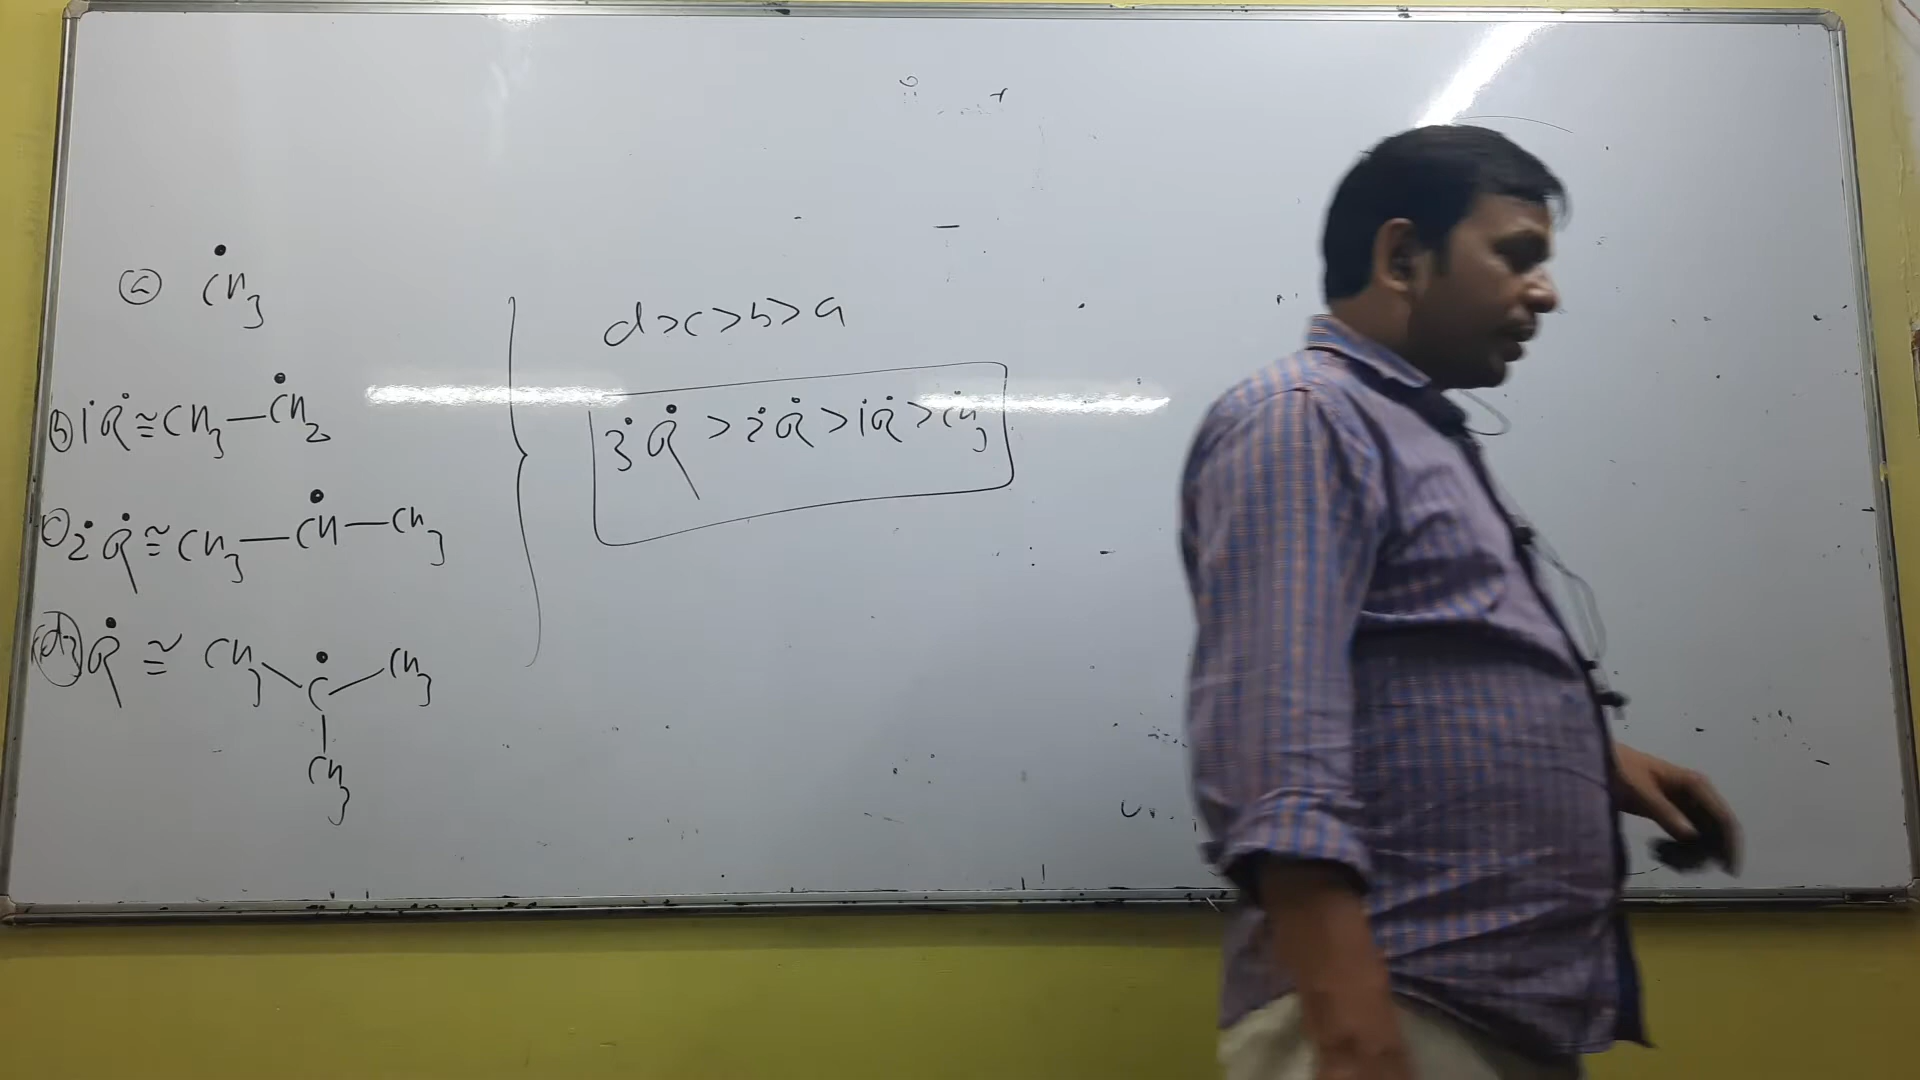 (a) ĊH3
(b) 1° Ṙ ≅ CH3—ĊH2
(c) 2° Ṙ ≅ CH3—ĊH—CH3
(d) 3° Ṙ ≅ CH3 Ċ CH3
CH3
d > c > b > a
3° Ṙ > 2° Ṙ > 1° Ṙ > ĊH3